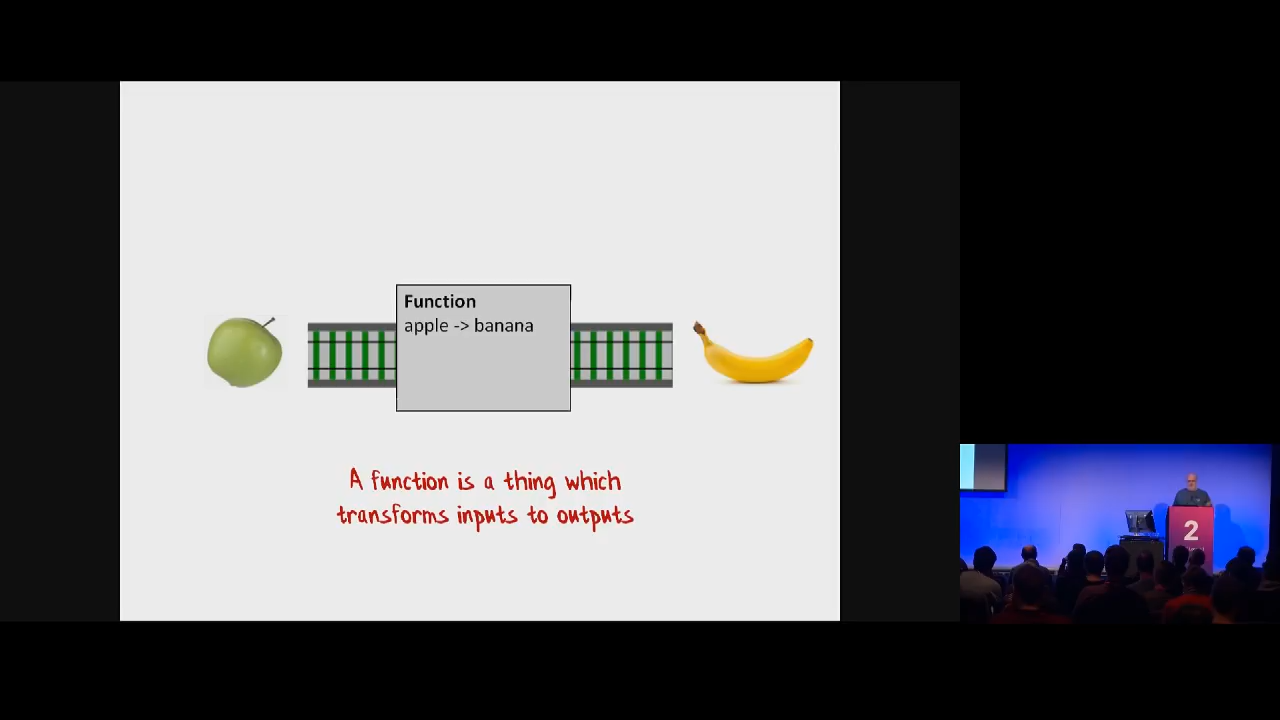 Function
apple -> banana
A function is a thing which
transforms inputs to outputs
2